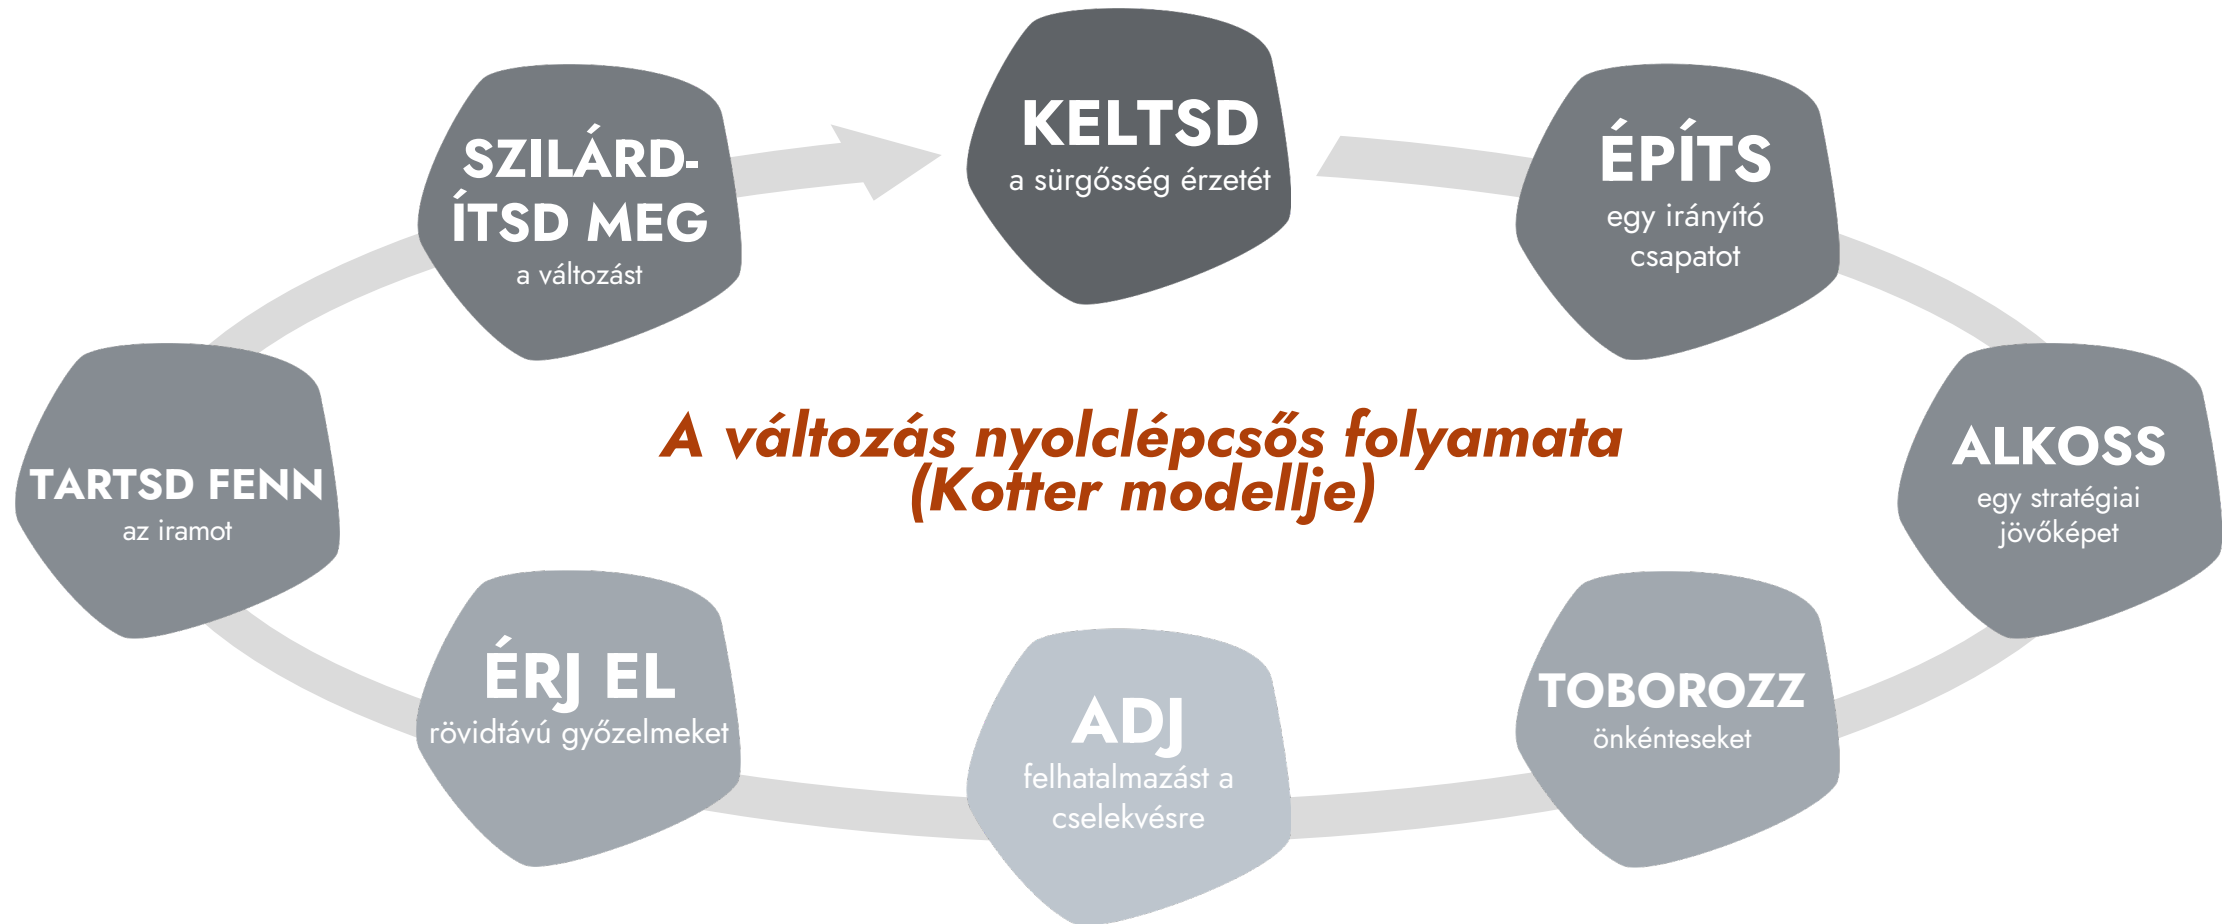 KELTSD
a sürgősség érzetét
ÉPÍTS
egy irányító
csapatot
ALKOSS
egy stratégiai
jövőképet
TOBOROZZ
önkénteseket
ADJ
felhatalmazást a
cselekvésre
ÉRJ EL
rövidtávú győzelmeket
TARTSD FENN
az iramot
SZILÁRD-
ÍTSD MEG
a változást
A változás nyolclépcsős folyamata
(Kotter modellje)